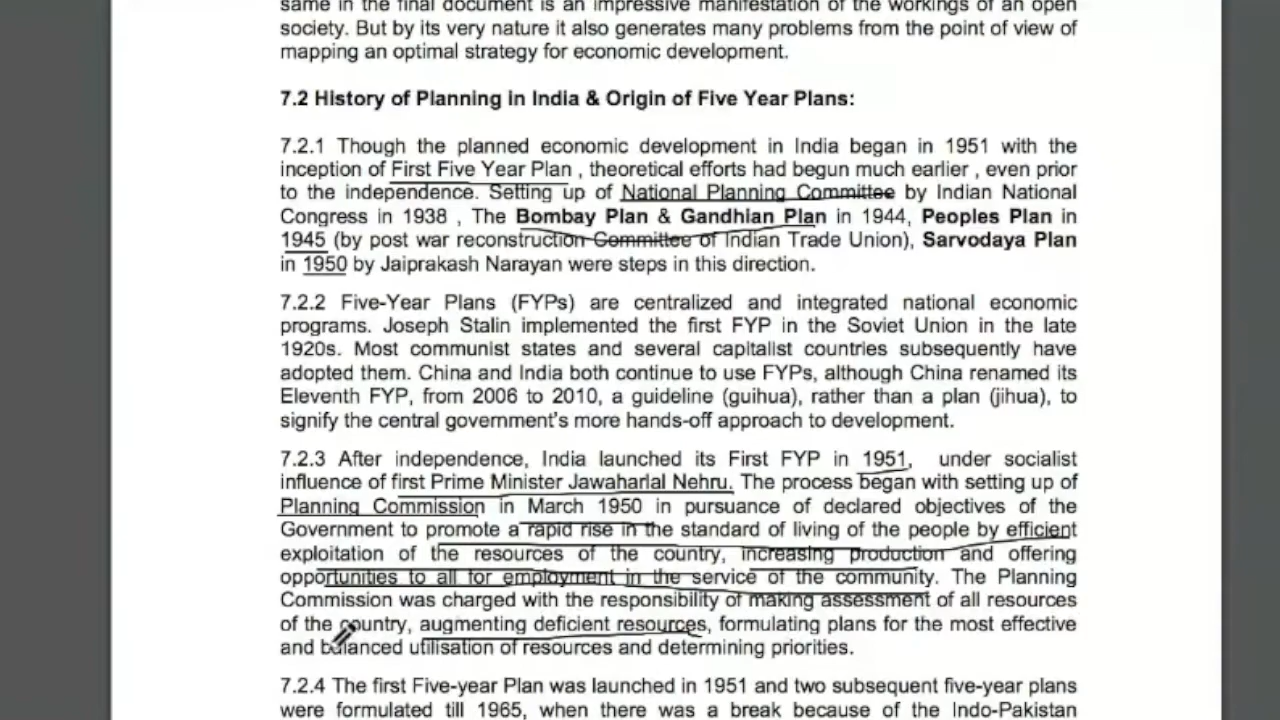 same in the final document is an impressive manifestation of the workings of an open
society. But by its very nature it also generates many problems from the point of view of
mapping an optimal strategy for economic development.
7.2 History of Planning in India & Origin of Five Year Plans:
7.2.1 Though the planned economic development in India began in 1951 with the
inception of First Five Year Plan , theoretical efforts had begun much earlier , even prior
to the independence. Setting up of National Planning Committee by Indian National
Congress in 1938 , The Bombay Plan & Gandhian Plan in 1944, Peoples Plan in
1945 (by post war reconstruction Committee of Indian Trade Union), Sarvodaya Plan
in 1950 by Jaiprakash Narayan were steps in this direction.
7.2.2 Five-Year Plans (FYPs) are centralized and integrated national economic
programs. Joseph Stalin implemented the first FYP in the Soviet Union in the late
1920s. Most communist states and several capitalist countries subsequently have
adopted them. China and India both continue to use FYPs, although China renamed its
Eleventh FYP, from 2006 to 2010, a guideline (guihua), rather than a plan (jihua), to
signify the central government's more hands-off approach to development.
7.2.3 After independence, India launched its First FYP in 1951, under socialist
influence of first Prime Minister Jawaharlal Nehru. The process began with setting up of
Planning Commission in March 1950 in pursuance of declared objectives of the
Government to promote a rapid rise in the standard of living of the people by efficient
exploitation of the resources of the country, increasing production and offering
opportunities to all for employment in the service of the community. The Planning
Commission was charged with the responsibility of making assessment of all resources
of the country, augmenting deficient resources, formulating plans for the most effective
and balanced utilisation of resources and determining priorities.
7.2.4 The first Five-year Plan was launched in 1951 and two subsequent five-year plans
were formulated till 1965, when there was a break because of the Indo-Pakistan